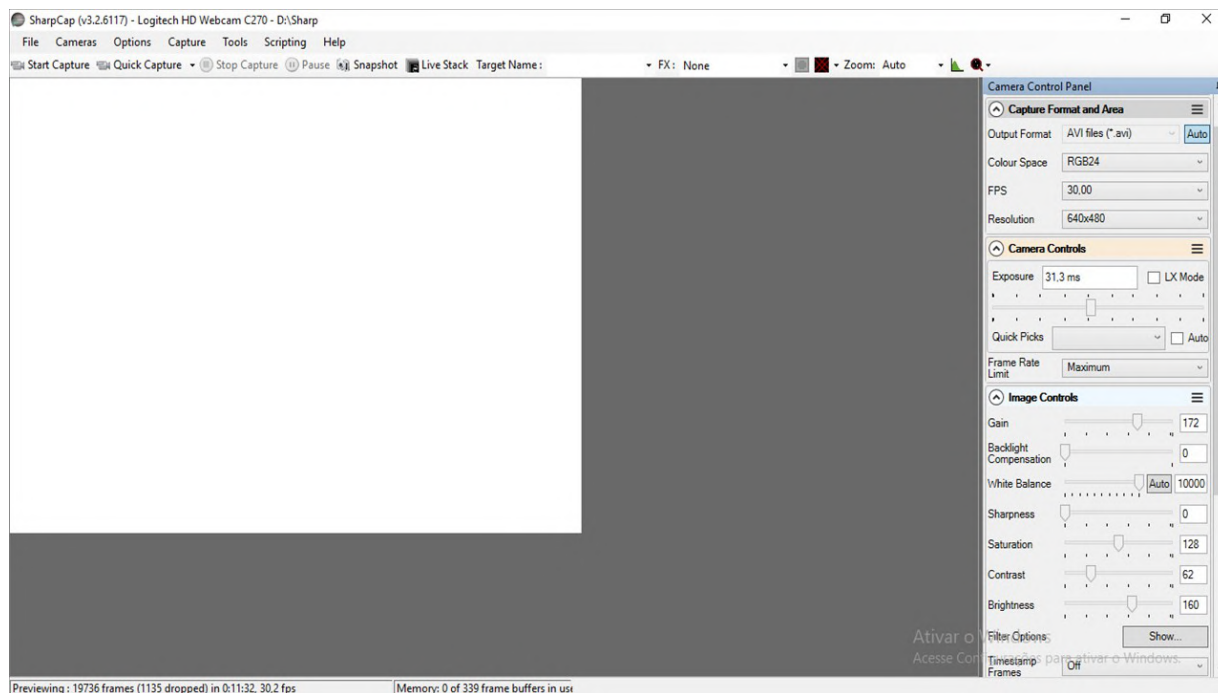 SharpCap (v3.2.6117) - Logitech HD Webcam C270 - D:\Sharp
File Cameras Options Capture Tools Scripting Help
Start Capture Quick Capture Stop Capture Pause Snapshot Live Stack Target Name : FX: None Zoom: Auto
Camera Control Panel
Capture Format and Area
Output Format AVI files (*.avi) Auto
Colour Space RGB24
FPS 30,00
Resolution 640x480
Camera Controls
Exposure 31,3 ms LX Mode
Quick Picks Auto
Frame Rate
Limit
Maximum
Image Controls
Gain 172
Backlight
Compensation
0
White Balance Auto 10000
Sharpness 0
Saturation 128
Contrast 62
Brightness 160
Filter Options Show...
Timestamp
Frames
Off
Ativar o Windows
Acesse Configurações para ativar o Windows.
Previewing : 19736 frames (1135 dropped) in 0:11:32, 30,2 fps Memory: 0 of 339 frame buffers in use